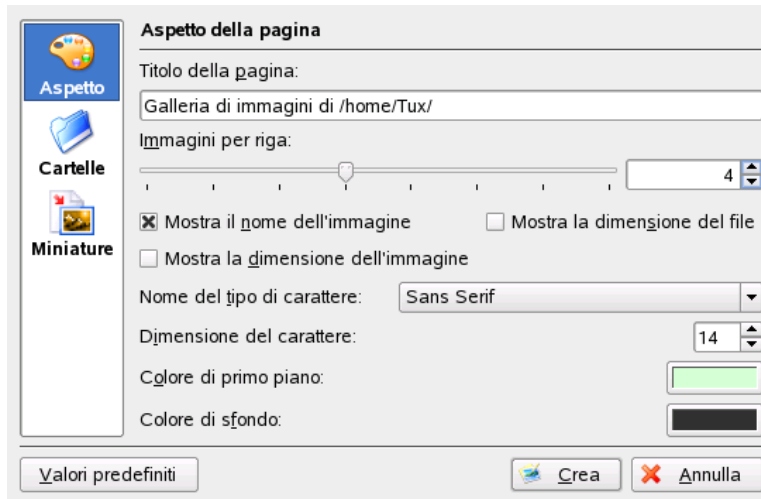 Aspetto
Cartelle
Miniature
Aspetto della pagina
Titolo della pagina:
Galleria di immagini di /home/Tux/
Immagini per riga:
4
Mostra il nome dell'immagine
Mostra la dimensione del file
Mostra la dimensione dell'immagine
Nome del tipo di carattere:
Sans Serif
Dimensione del carattere:
14
Colore di primo piano:
Colore di sfondo:
Valori predefiniti
Crea
Annulla